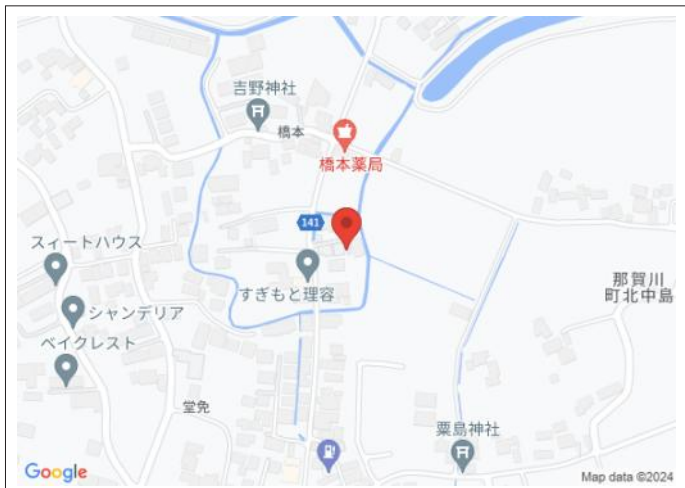 吉野神社
橋本
橋本薬局
141
スィートハウス
すぎもと理容
シャンデリア
ベイクレスト
那賀川
町北中島
堂免
粟島神社
Google
Map data ©2024